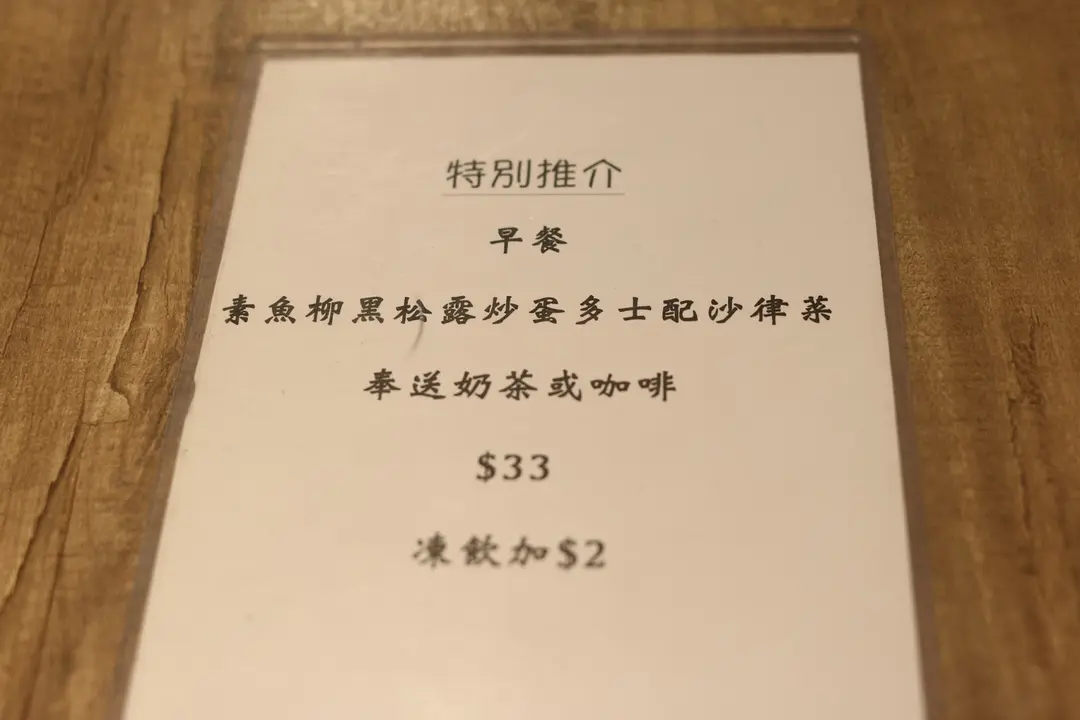 特別推介
早餐
素魚柳黑松露炒蛋多士配沙律菜
奉送奶茶或咖啡
$33
凍飲加$2